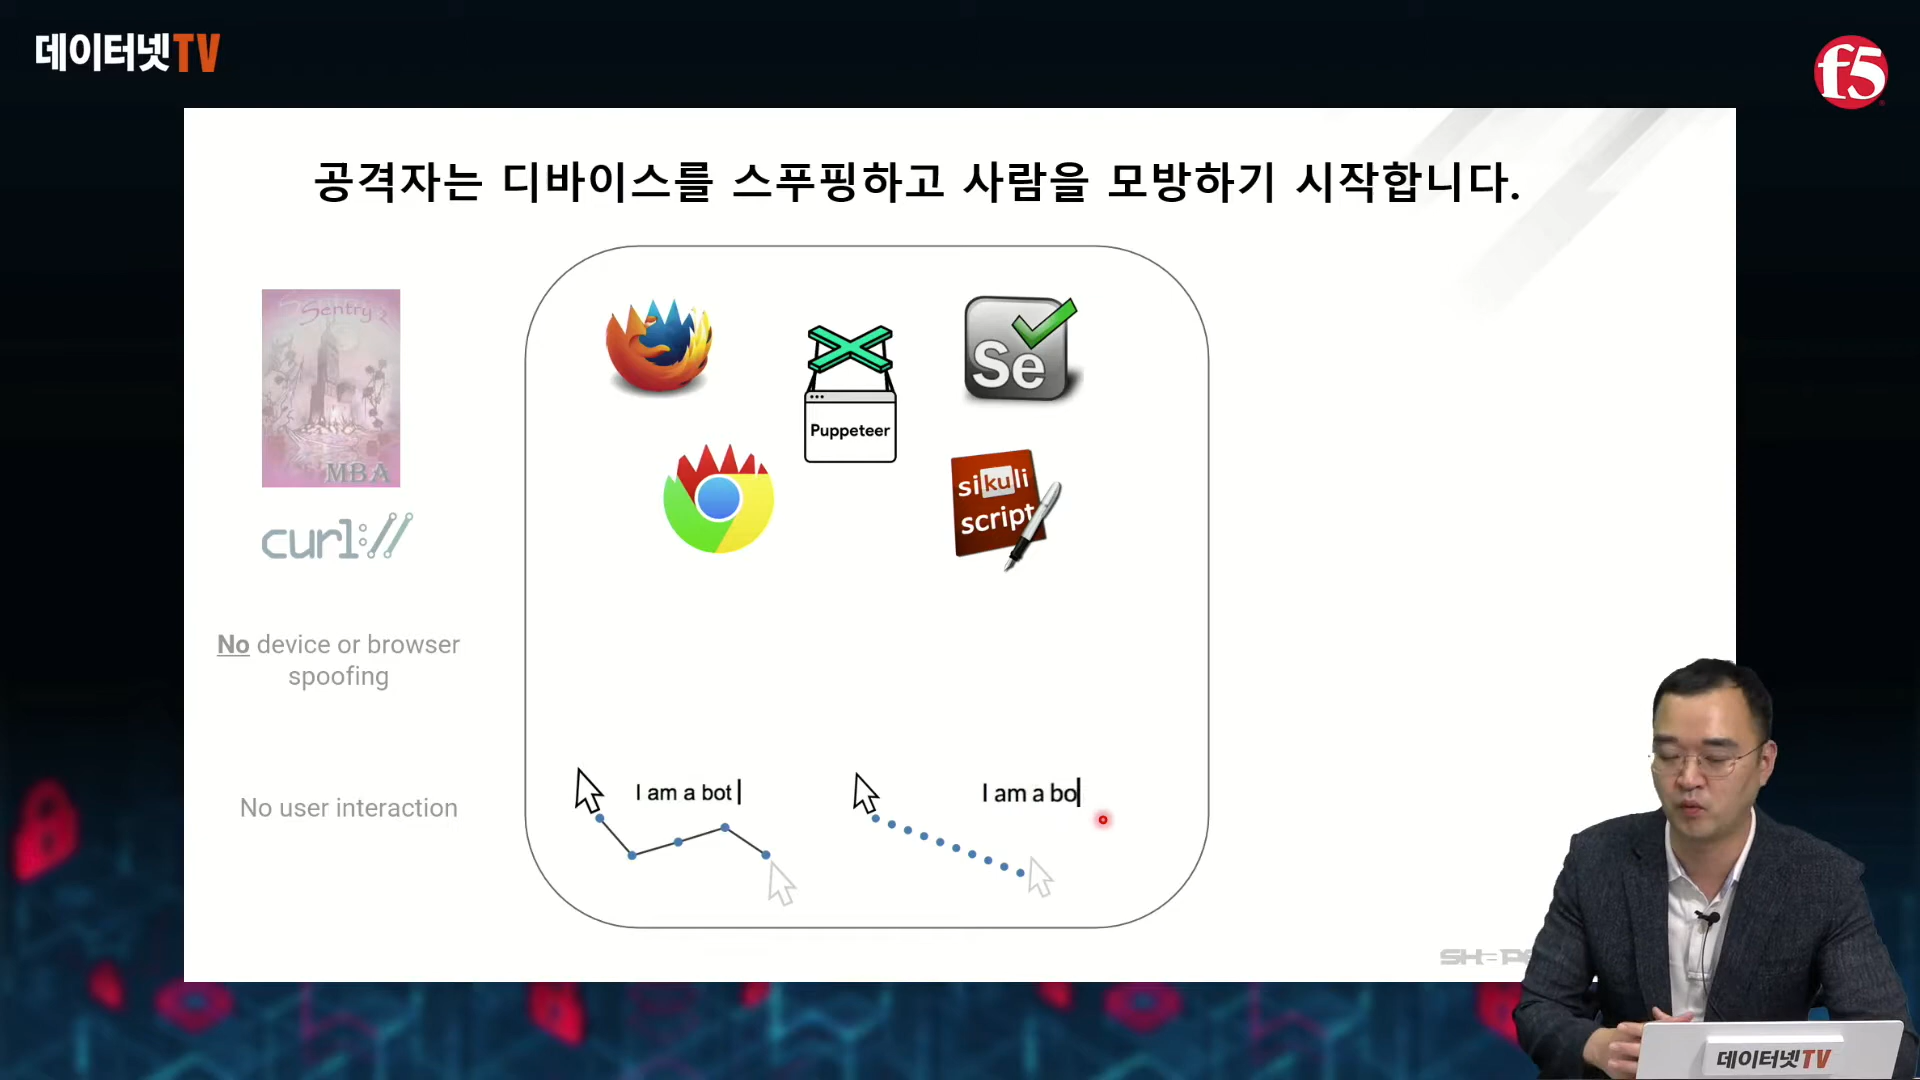 데이터넷TV
f5
공격자는 디바이스를 스푸핑하고 사람을 모방하기 시작합니다.
Sentry 2
MBA
curl://
Puppeteer
Se
sikuli
script
No device or browser
spoofing
No user interaction
I am a bot
I am a bo
데이터넷TV